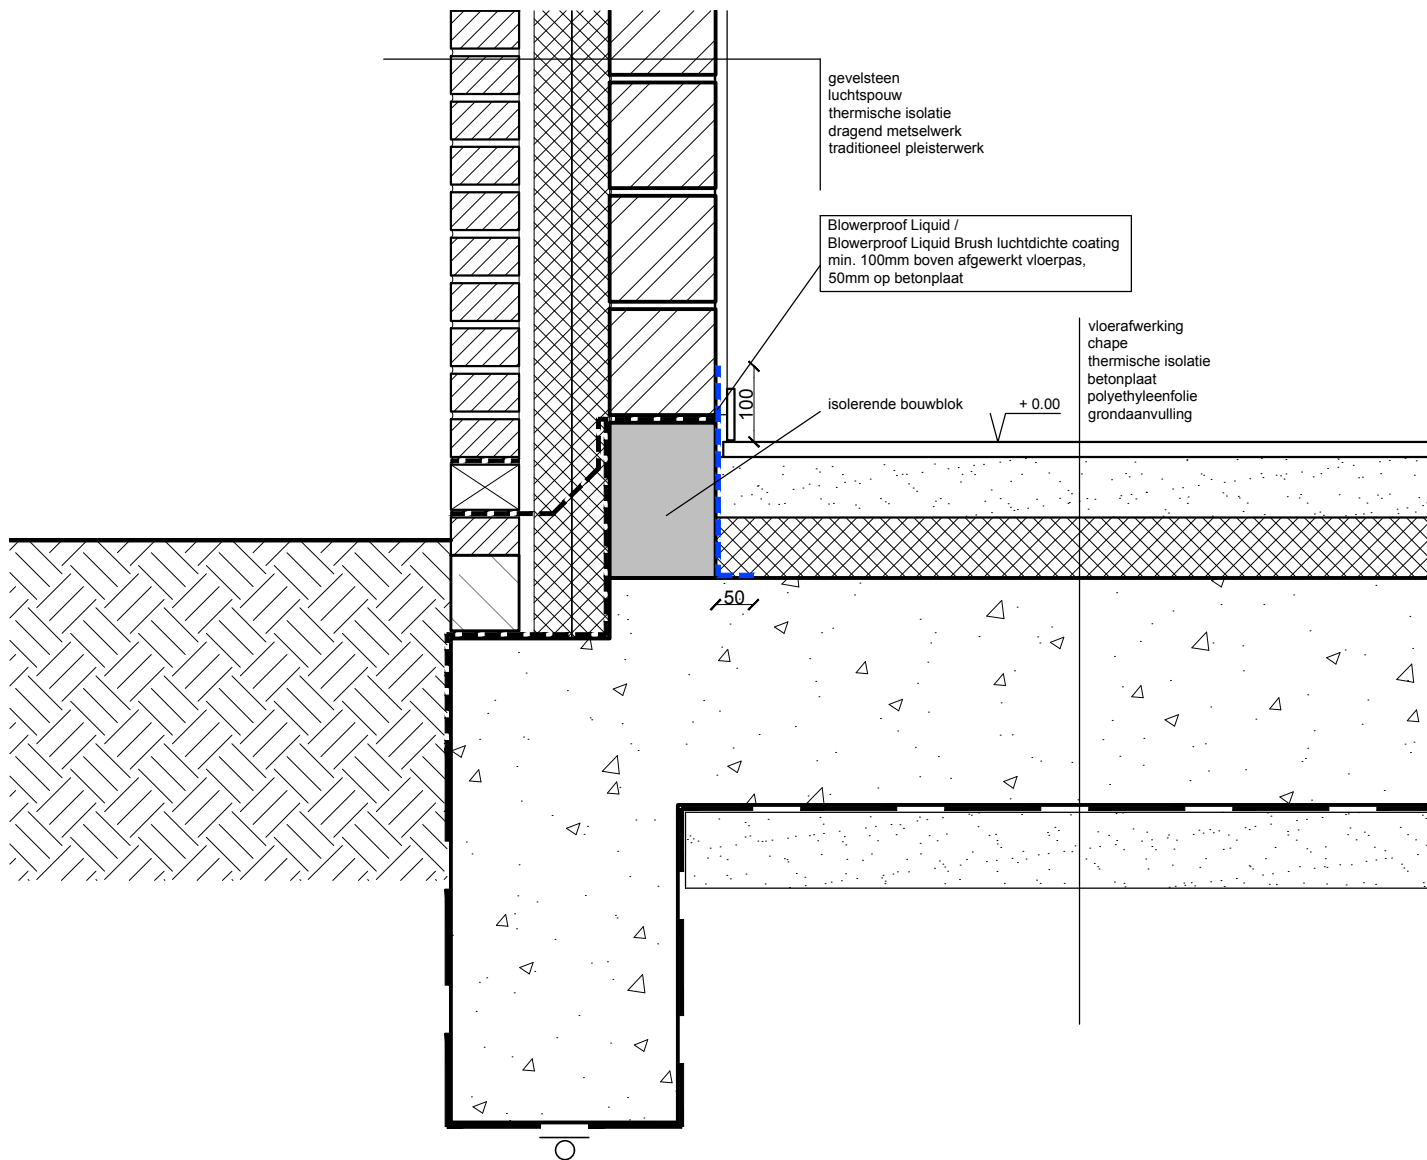 gevelsteen
luchtspouw
thermische isolatie
dragend metselwerk
traditioneel pleisterwerk
Blowerproof Liquid /
Blowerproof Liquid Brush luchtdichte coating
min. 100mm boven afgewerkt vloerpas,
50mm op betonplaat
vloerafwerking
chape
thermische isolatie
betonplaat
polyethyleenfolie
grondaanvulling
isolerende bouwblok
+ 0.00
100
50